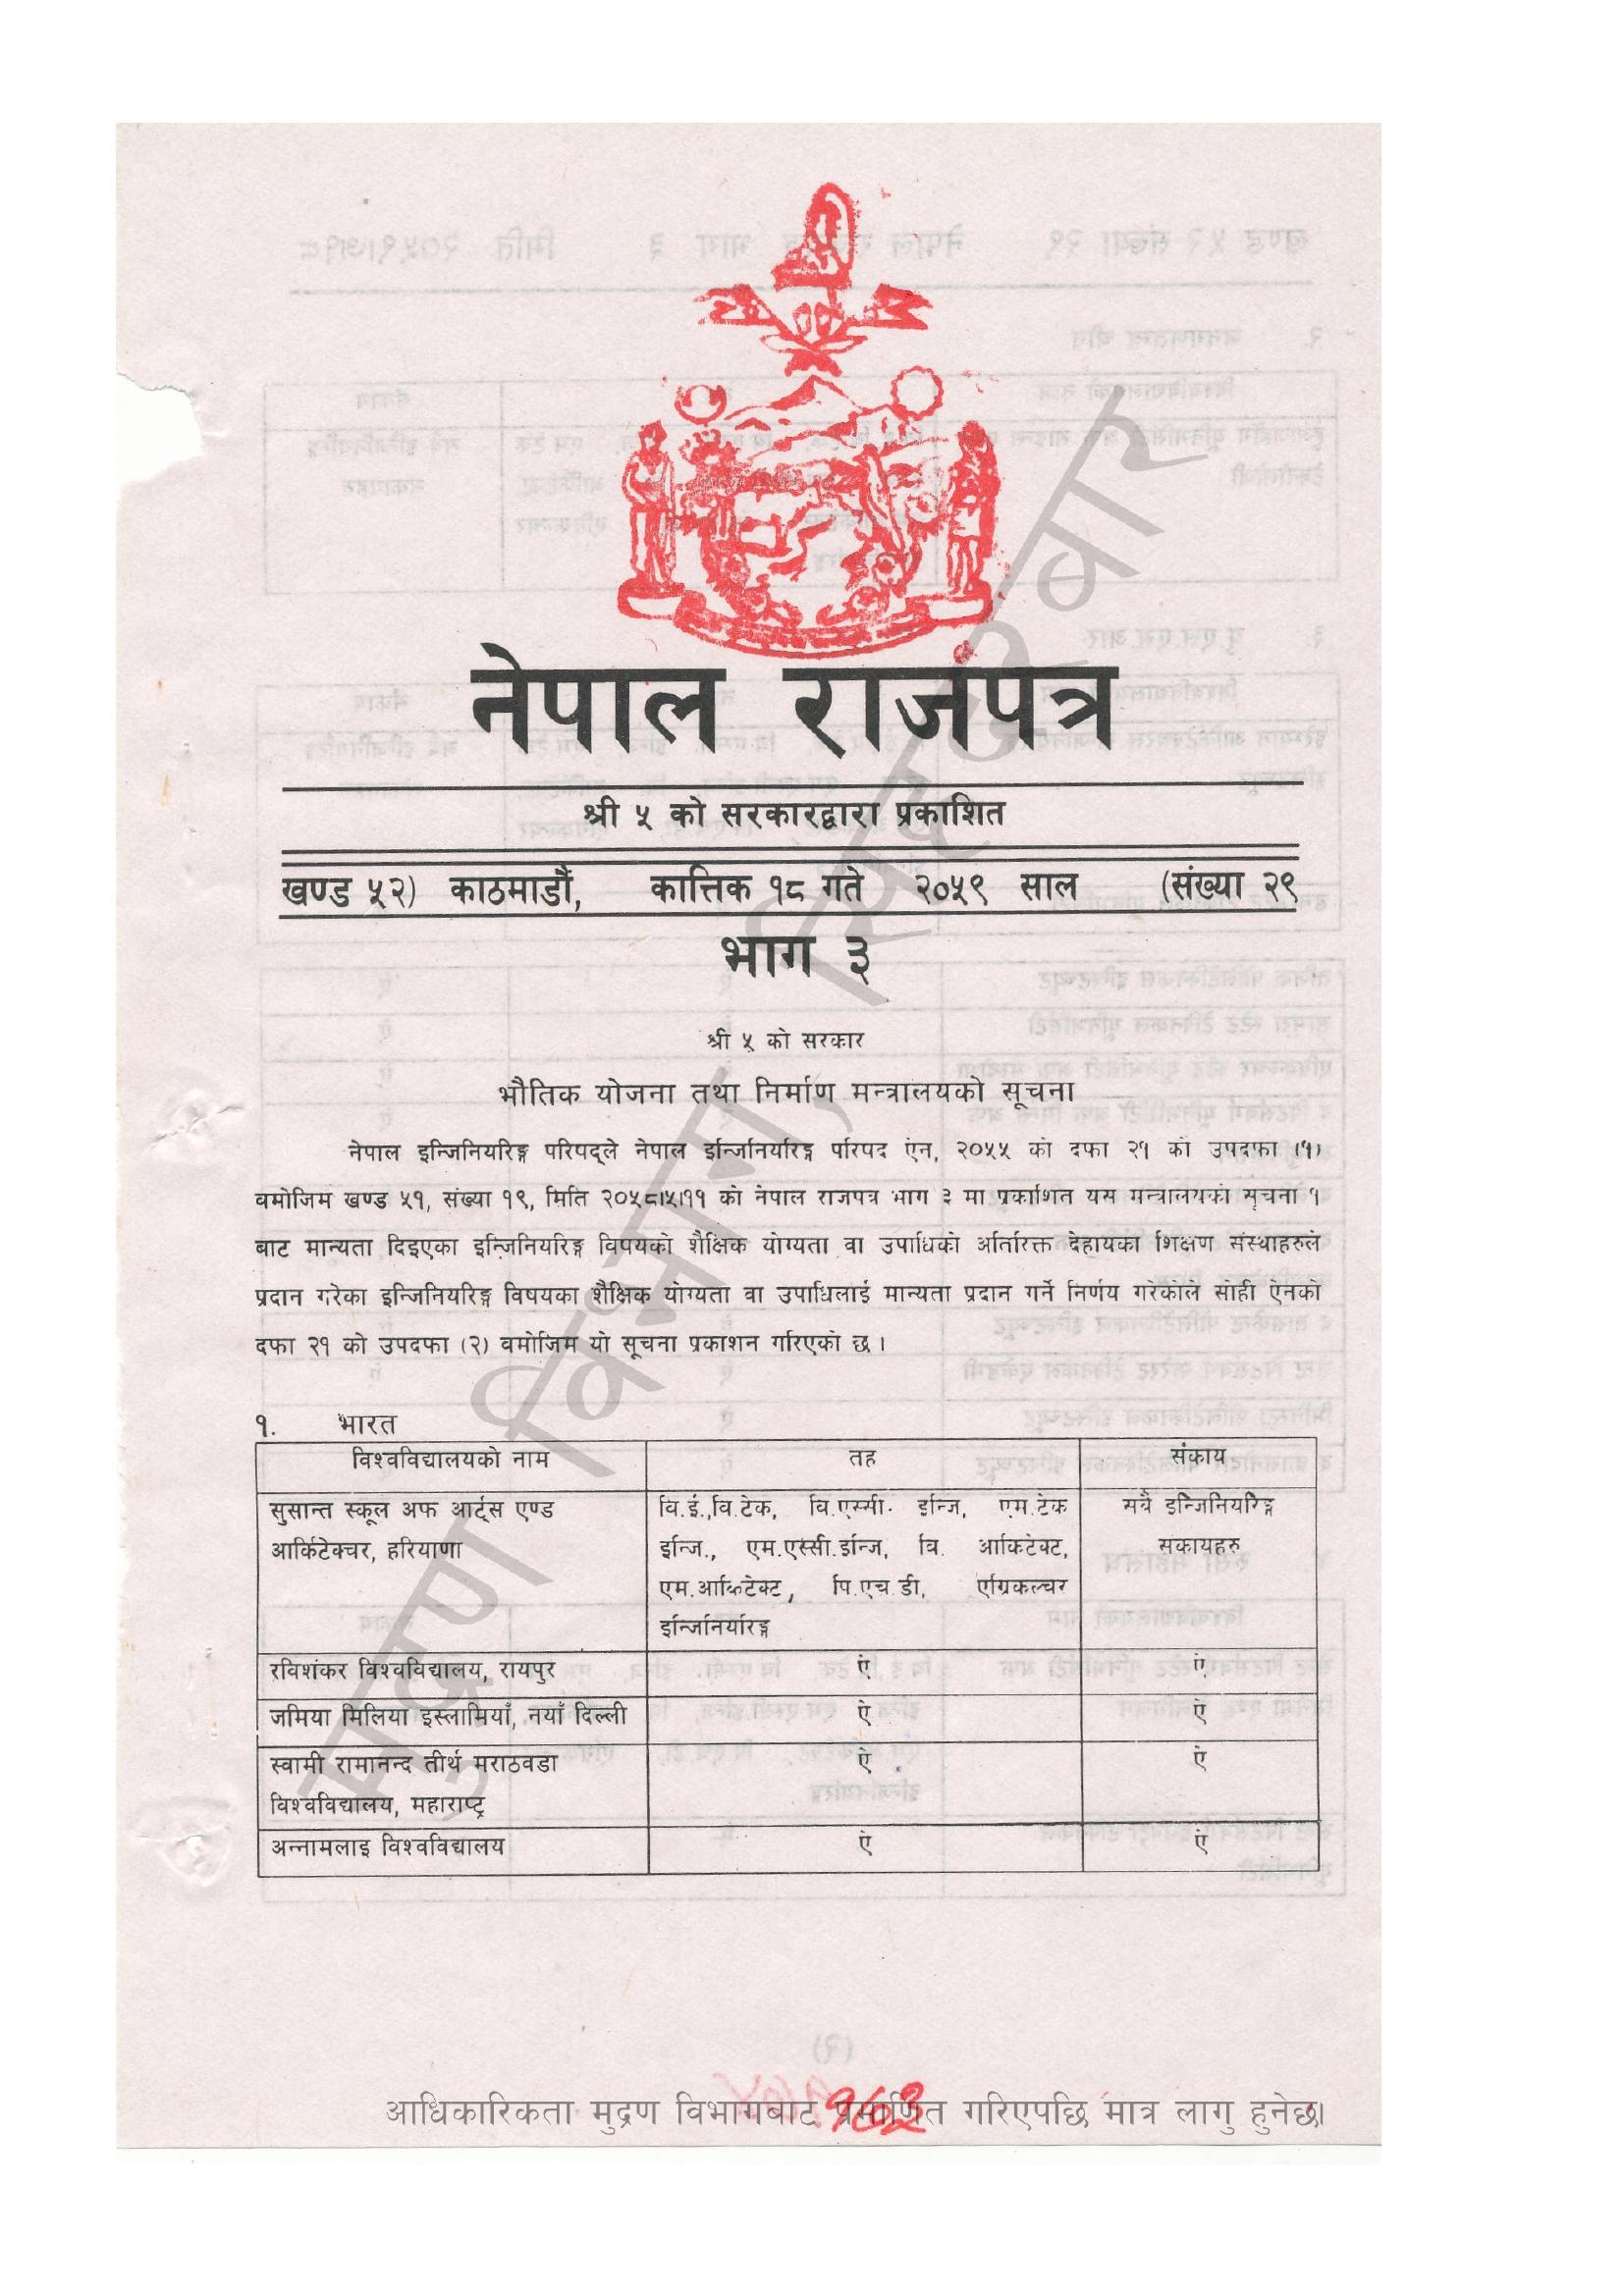 नेपाल राजपत्र
श्री ५ को सरकारद्वारा प्रकाशित
खण्ड ५२) काठमाडौं, कात्तिक १८ गते २०५९ साल (संख्या २९
भाग ३
श्री ५ को सरकार
भौतिक योजना तथा निर्माण मन्त्रालयको सूचना
नेपाल इन्जिनियरिङ्ग परिषद्ले नेपाल इन्जिनियरिङ्ग परिषद ऐन, २०५५ को दफा २१ को उपदफा (१)
बमोजिम खण्ड ५१, संख्या १९, मिति २०५८।५।११ को नेपाल राजपत्र भाग ३ मा प्रकाशित यस मन्त्रालयको सूचना १
बाट मान्यता दिइएका इन्जिनियरिङ्ग विषयको शैक्षिक योग्यता वा उपाधिको अतिरिक्त देहायका शिक्षण संस्थाहरुले
प्रदान गरेका इन्जिनियरिङ्ग विषयका शैक्षिक योग्यता वा उपाधिलाई मान्यता प्रदान गर्ने निर्णय गरेकोले सोही ऐनको
दफा २१ को उपदफा (२) बमोजिम यो सूचना प्रकाशन गरिएको छ ।
१. भारत
विश्वविद्यालयको नाम तह संकाय
सुसान्त स्कूल अफ आर्ट्स एण्ड आर्किटेक्चर, हरियाणा
वि.ई.,वि.टेक, वि.एस्सी. इन्जि, एम.टेक
इन्जि., एम.एस्सी.इन्जि, वि. आर्किटेक्ट,
एम.आर्किटेक्ट, पि.एच.डी, एग्रिकल्चर
इन्जिनियरिङ्ग
सबै इन्जिनियरिङ्ग
सकायहरु
रविशंकर विश्वविद्यालय, रायपुर ऐ ऐ
जमिया मिलिया इस्लामियाँ, नयाँ दिल्ली ऐ ऐ
स्वामी रामानन्द तीर्थ मराठवडा ऐ ऐ
विश्वविद्यालय, महाराष्ट्र
अन्नामलाइ विश्वविद्यालय ऐ ऐ
मुद्रण विभाग, सिंहदरबार
१७३
आधिकारिकता मुद्रण विभागबाट प्रमाणित गरिएपछि मात्र लागु हुनेछ।